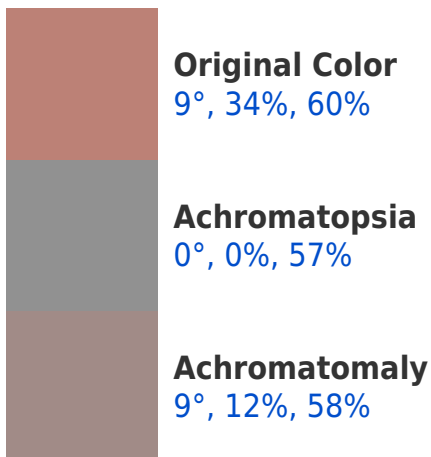 Original Color
9°, 34%, 60%
Achromatopsia
0°, 0%, 57%
Achromatomaly
9°, 12%, 58%